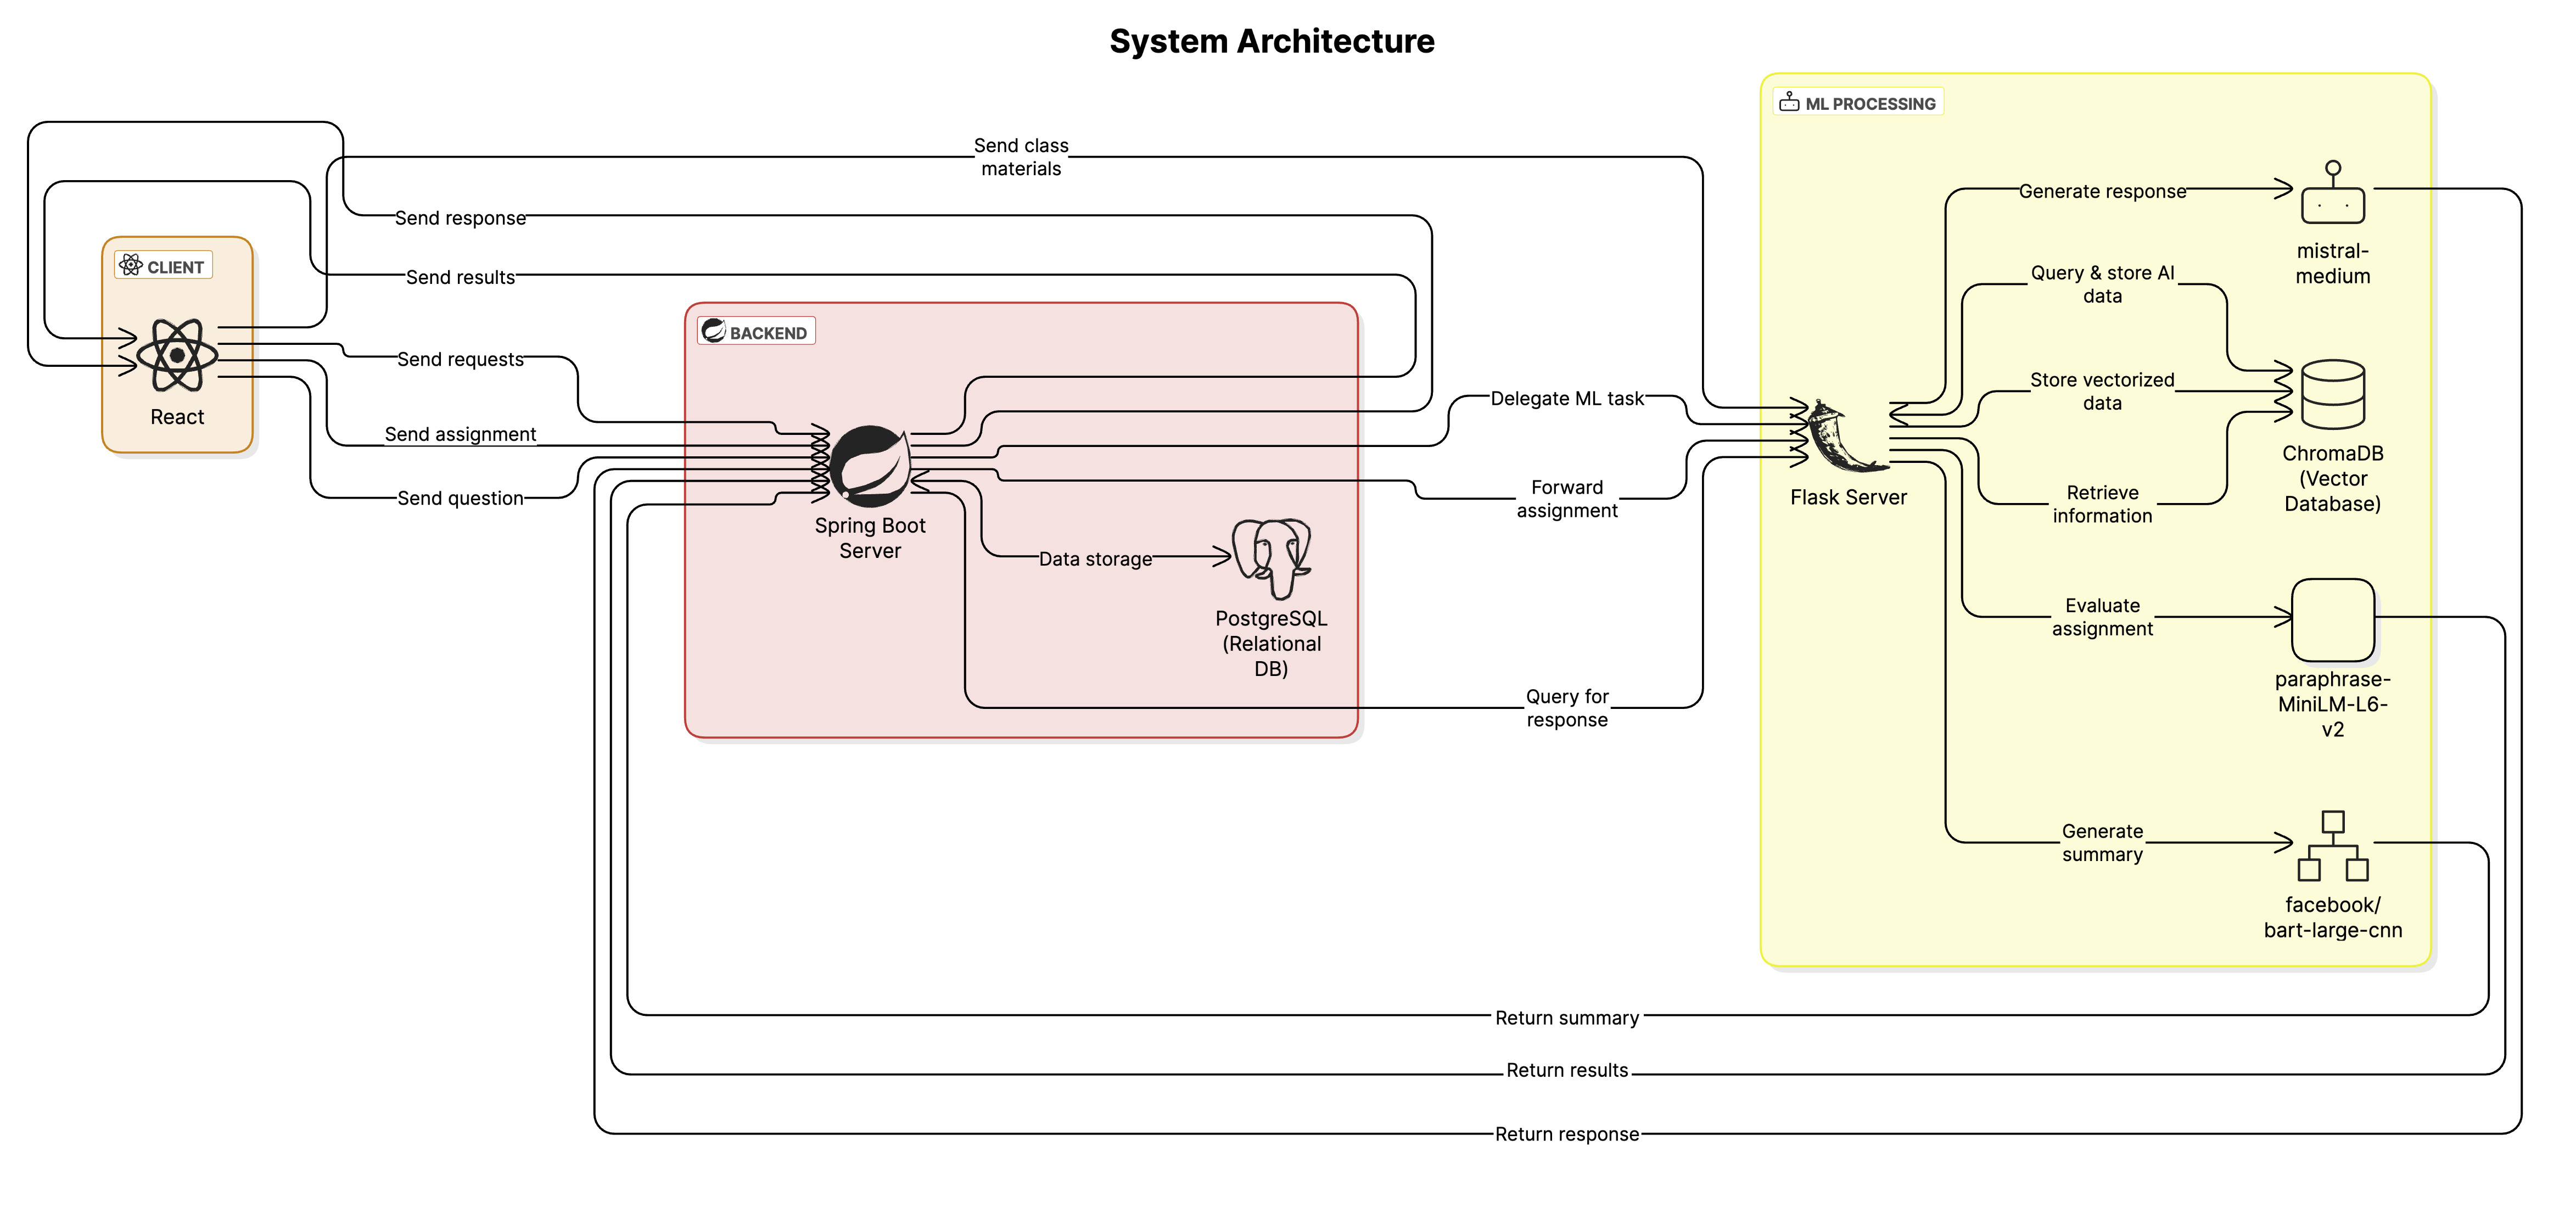 System Architecture
ML PROCESSING
Send class
materials
Generate response
Send response
mistral-
medium
CLIENT
Send results
Query & store AI
data
BACKEND
Send requests
React
Delegate ML task
Store vectorized
data
Send assignment
ChromaDB
(Vector
Database)
Send question
Forward
assignment
Flask Server
Retrieve
information
Spring Boot
Server
Data storage
PostgreSQL
(Relational
DB)
Evaluate
assignment
paraphrase-
MiniLM-L6-
v2
Query for
response
Generate
summary
facebook/
bart-large-cnn
Return summary
Return results
Return response